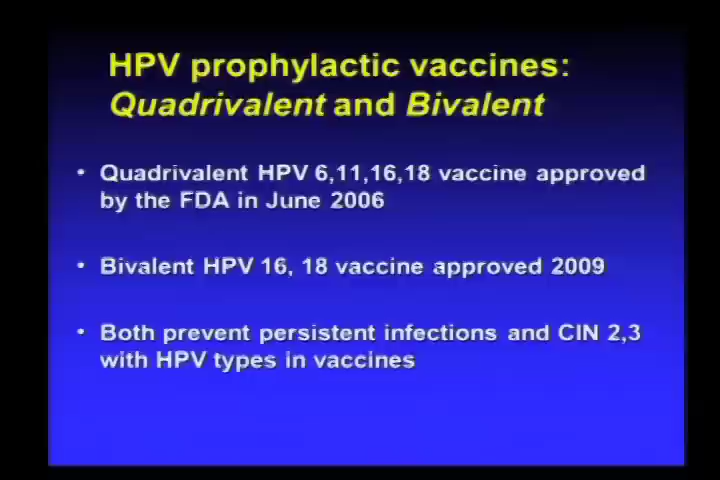 HPV prophylactic vaccines:
Quadrivalent and Bivalent
• Quadrivalent HPV 6,11,16,18 vaccine approved
by the FDA in June 2006
• Bivalent HPV 16, 18 vaccine approved 2009
• Both prevent persistent infections and CIN 2,3
with HPV types in vaccines